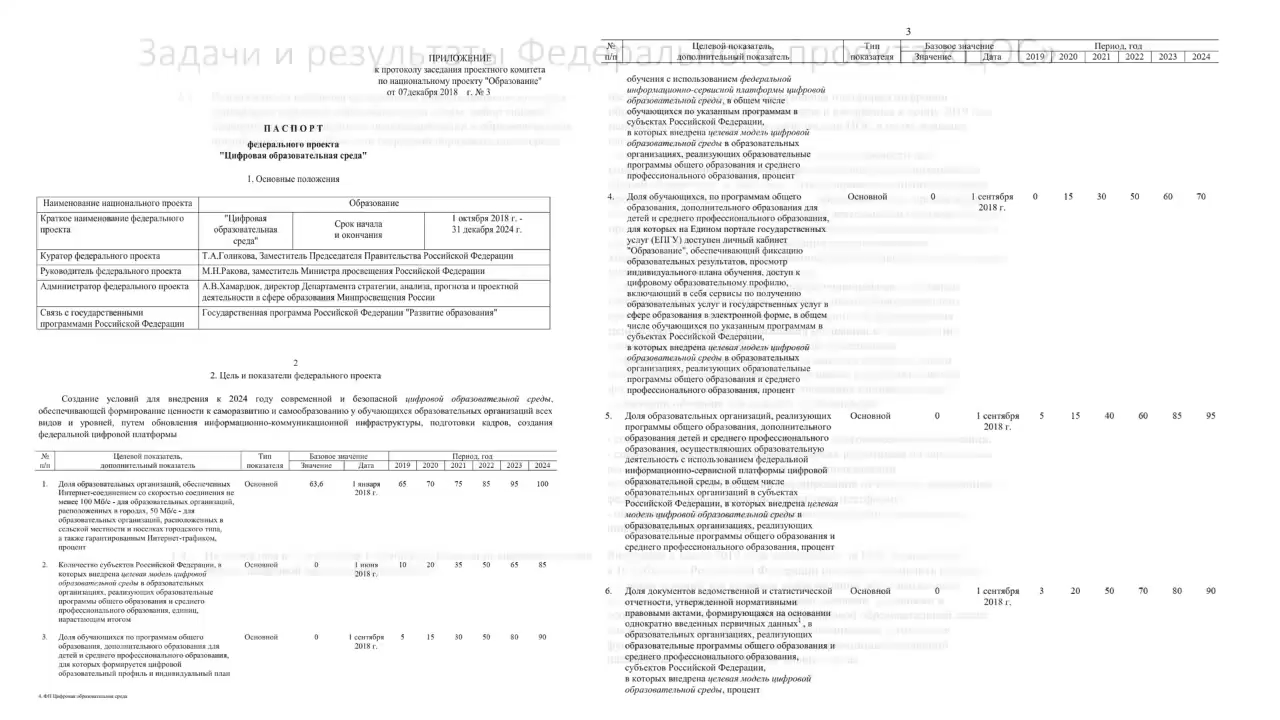 Задачи и результаты Федерального проекта «ЦОС»
ПРИЛОЖЕНИЕ
к протоколу заседания проектного комитета
по национальному проекту "Образование"
от 07декабря 2018 г. № 3
П А С П О Р Т
федерального проекта
"Цифровая образовательная среда"
1. Основные положения
Наименование национального проекта Образование
Краткое наименование федерального проекта "Цифровая образовательная среда" Срок начала и окончания 1 октября 2018 г. - 31 декабря 2024 г.
Куратор федерального проекта Т.А.Голикова, Заместитель Председателя Правительства Российской Федерации
Руководитель федерального проекта М.Н.Ракова, заместитель Министра просвещения Российской Федерации
Администратор федерального проекта А.В.Хамардюк, директор Департамента стратегии, анализа, прогноза и проектной
деятельности в сфере образования Минпросвещения России
Связь с государственными
программами Российской Федерации Государственная программа Российской Федерации "Развитие образования"
2
2. Цель и показатели федерального проекта
Создание условий для внедрения к 2024 году современной и безопасной цифровой образовательной среды,
обеспечивающей формирование ценности к саморазвитию и самообразованию у обучающихся образовательных организаций всех
видов и уровней, путем обновления информационно-коммуникационной инфраструктуры, подготовки кадров, создания
федеральной цифровой платформы
№ п/п Целевой показатель, дополнительный показатель Тип показателя Базовое значение Период, год
Значение Дата 2019 2020 2021 2022 2023 2024
1. Доля образовательных организаций, обеспеченных Основной 63,6 1 января 65 70 75 85 95 100
Интернет-соединением со скоростью соединения не 2018 г.
менее 100 Мб/с - для образовательных организаций,
расположенных в городах, 50 Мб/с - для
образовательных организаций, расположенных в
сельской местности и поселках городского типа,
а также гарантированным Интернет-трафиком,
процент
2. Количество субъектов Российской Федерации, в Основной 0 1 июня 10 20 35 50 65 85
которых внедрена целевая модель цифровой 2018 г.
образовательной среды в образовательных
организациях, реализующих образовательные
программы общего образования и среднего
профессионального образования, единиц,
нарастающим итогом
3. Доля обучающихся по программам общего Основной 0 1 сентября 5 15 30 50 80 90
образования, дополнительного образования для 2018 г.
детей и среднего профессионального образования,
для которых формируется цифровой
образовательный профиль и индивидуальный план
4. ФП Цифровая образовательная среда
3
№ п/п Целевой показатель, дополнительный показатель Тип показателя Базовое значение Период, год
Значение Дата 2019 2020 2021 2022 2023 2024
обучения с использованием федеральной
информационно-сервисной платформы цифровой
образовательной среды, в общем числе
обучающихся по указанным программам в
субъектах Российской Федерации,
в которых внедрена целевая модель цифровой
образовательной среды в образовательных
организациях, реализующих образовательные
программы общего образования и среднего
профессионального образования, процент
4. Доля обучающихся, по программам общего Основной 0 1 сентября 0 15 30 50 60 70
образования, дополнительного образования для 2018 г.
детей и среднего профессионального образования,
для которых на Едином портале государственных
услуг (ЕПГУ) доступен личный кабинет
"Образование", обеспечивающий фиксацию
образовательных результатов, просмотр
индивидуального плана обучения, доступ к
цифровому образовательному профилю,
включающий в себя сервисы по получению
образовательных услуг и государственных услуг в
сфере образования в электронной форме, в общем
числе обучающихся по указанным программам в
субъектах Российской Федерации,
в которых внедрена целевая модель цифровой
образовательной среды в образовательных
организациях, реализующих образовательные
программы общего образования и среднего
профессионального образования, процент
5. Доля образовательных организаций, реализующих Основной 0 1 сентября 5 15 40 60 85 95
программы общего образования, дополнительного 2018 г.
образования детей и среднего профессионального
образования, осуществляющих образовательную
деятельность с использованием федеральной
информационно-сервисной платформы цифровой
образовательной среды, в общем числе
образовательных организаций в субъектах
Российской Федерации, в которых внедрена целевая
модель цифровой образовательной среды в
образовательных организациях, реализующих
образовательные программы общего образования и
среднего профессионального образования, процент
6. Доля документов ведомственной и статистической Основной 0 1 сентября 3 20 50 70 80 90
отчетности, утвержденной нормативными 2018 г.
правовыми актами, формирующаяся на основании
однократно введенных первичных данных¹, в
образовательных организациях, реализующих
образовательные программы общего образования и
среднего профессионального образования,
субъектов Российской Федерации,
в которых внедрена целевая модель цифровой
образовательной среды, процент